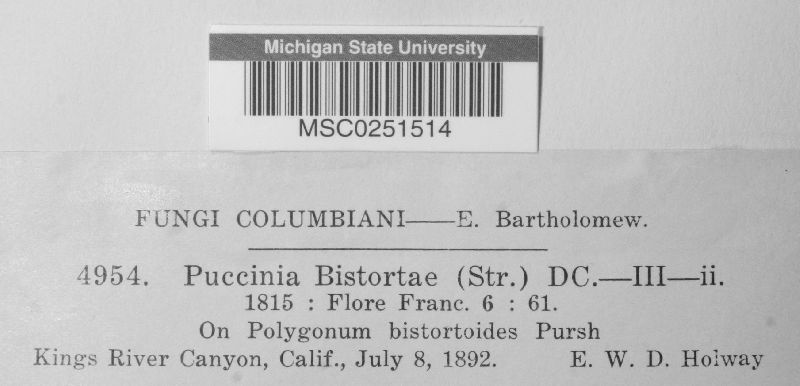 Michigan State University
MSC0251514
FUNGI COLUMBIANI—E. Bartholomew.
4954. Puccinia Bistortae (Str.) DC.—III—ii.
1815 : Flore Franc. 6 : 61.
On Polygonum bistortoides Pursh
Kings River Canyon, Calif., July 8, 1892. E. W. D. Holway